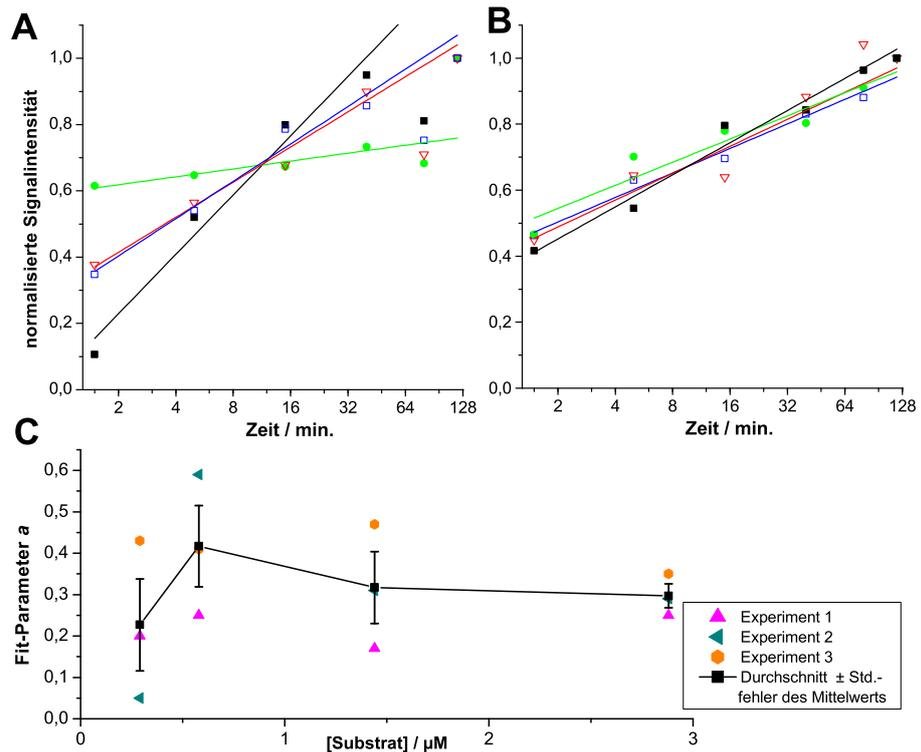 A
B
normalisierte Signalintensität
1,0
0,8
0,6
0,4
0,2
0,0
2 4 8 16 32 64 128
Zeit / min.
1,0
0,8
0,6
0,4
0,2
0,0
2 4 8 16 32 64 128
Zeit / min.
C
Fit-Parameter a
0,6
0,5
0,4
0,3
0,2
0,1
0,0
0 1 2 3
[Substrat] / µM
Experiment 1
Experiment 2
Experiment 3
Durchschnitt ± Std.-
fehler des Mittelwerts